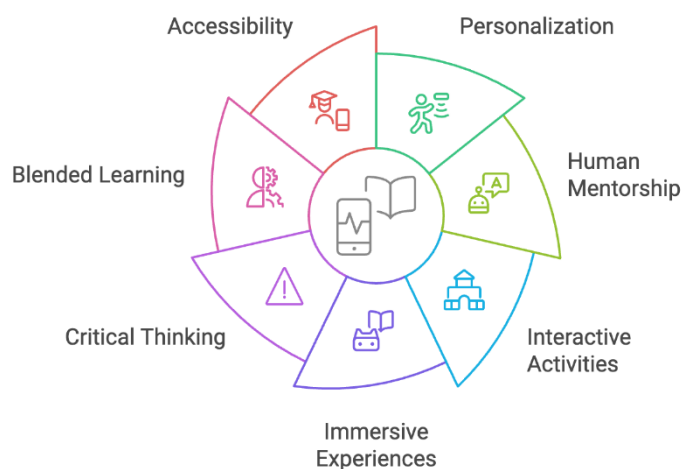 Accessibility
Personalization
Blended Learning
Human
Mentorship
A
Critical Thinking
Interactive
Activities
Immersive
Experiences